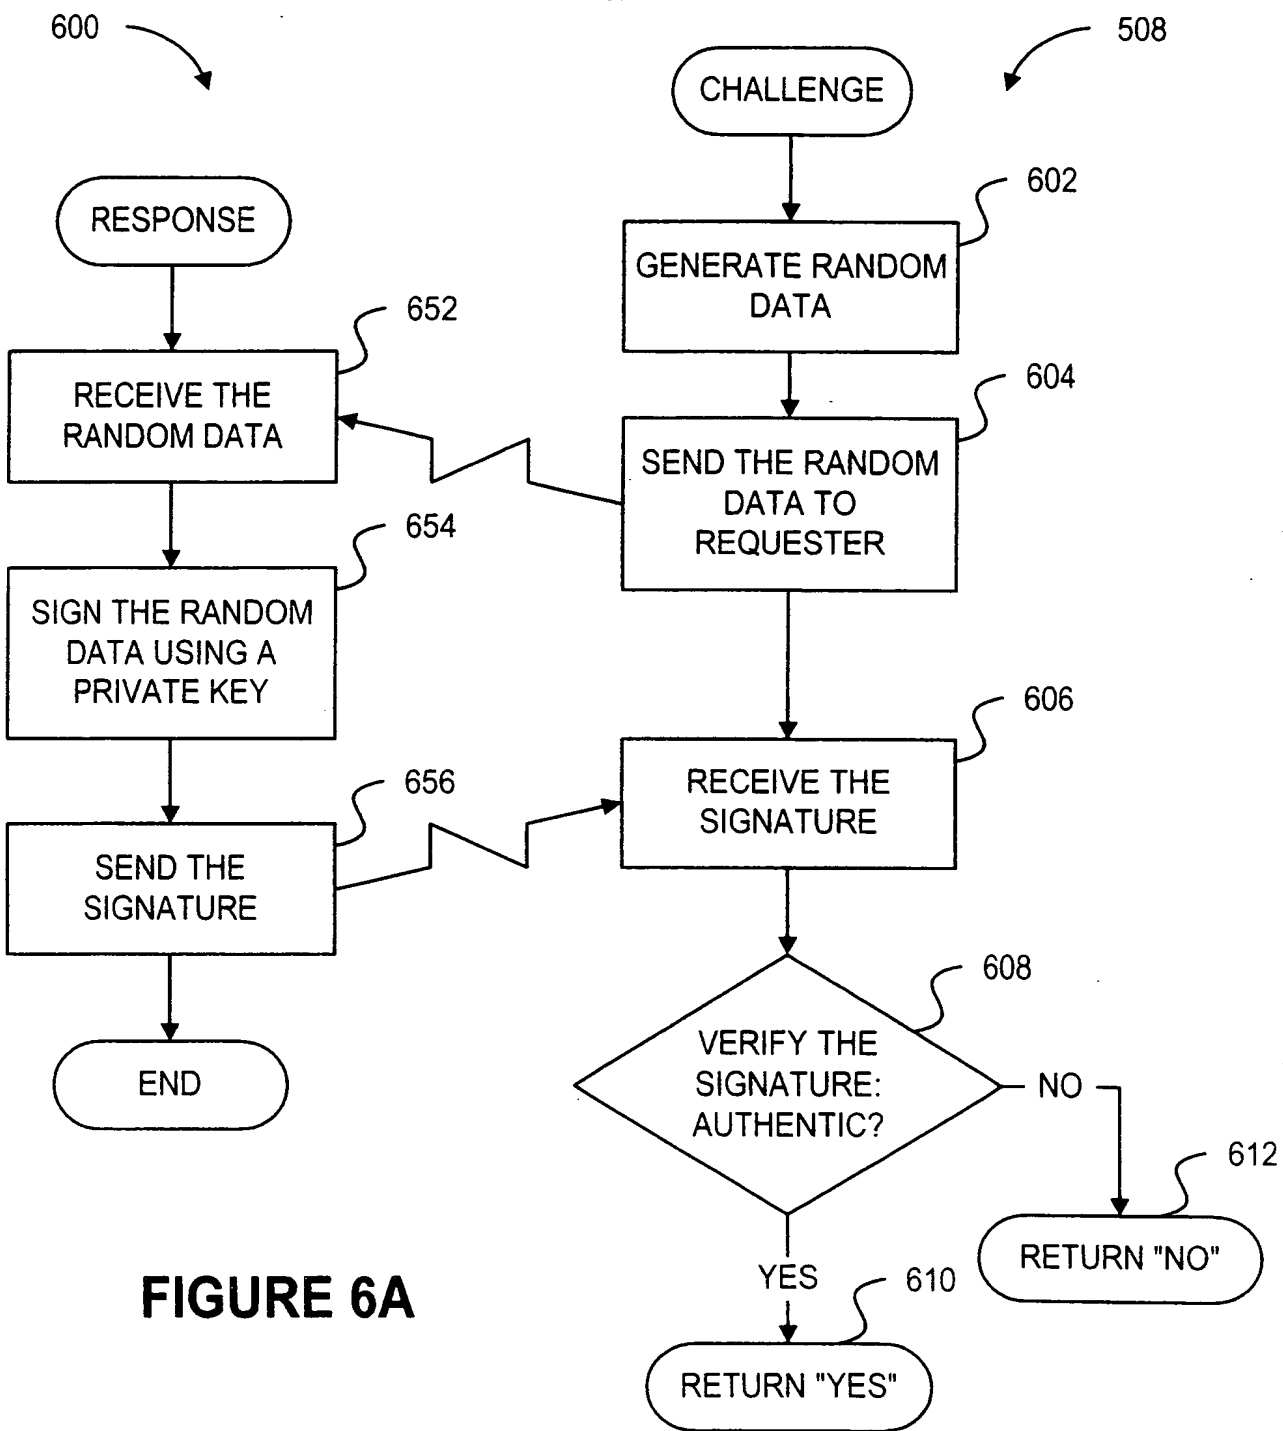 600
508
CHALLENGE
602
RESPONSE
GENERATE RANDOM
DATA
652
604
RECEIVE THE
RANDOM DATA
SEND THE RANDOM
DATA TO
REQUESTER
654
SIGN THE RANDOM
DATA USING A
PRIVATE KEY
606
RECEIVE THE
SIGNATURE
656
SEND THE
SIGNATURE
608
VERIFY THE
SIGNATURE:
AUTHENTIC?
END
NO
612
RETURN "NO"
YES
610
FIGURE 6A
RETURN "YES"